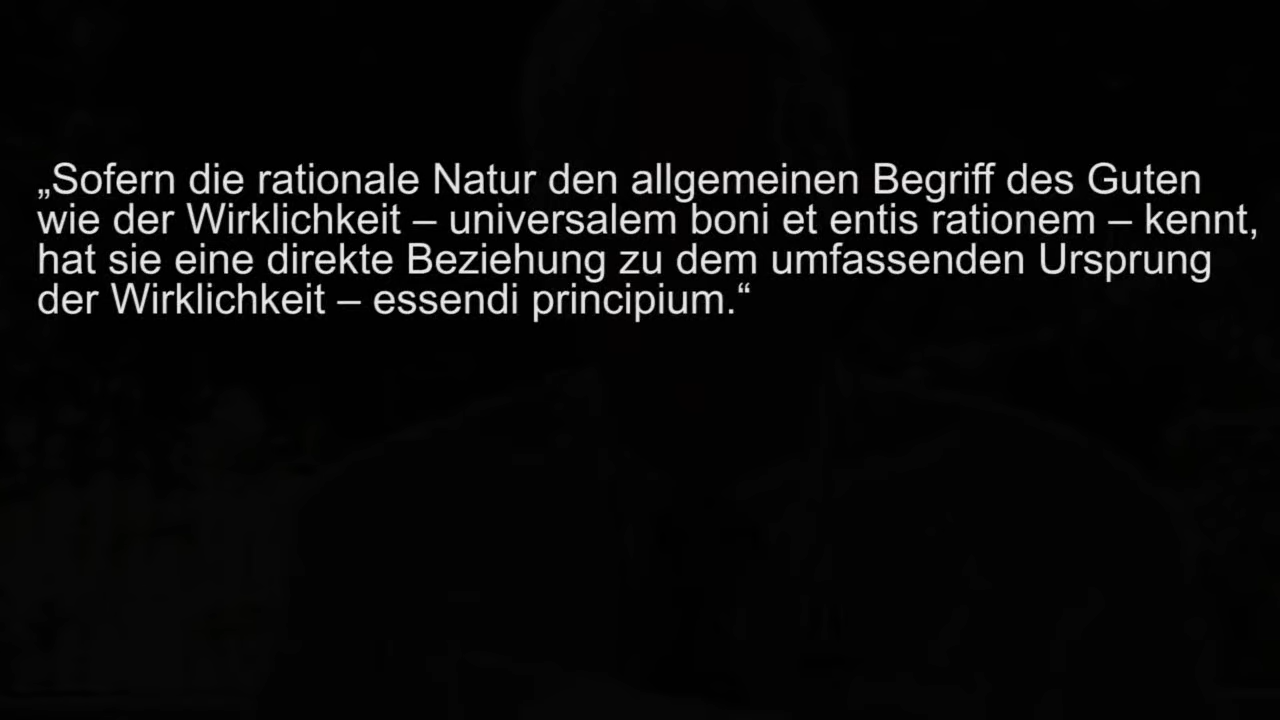 „Sofern die rationale Natur den allgemeinen Begriff des Guten
wie der Wirklichkeit – universalem boni et entis rationem – kennt,
hat sie eine direkte Beziehung zu dem umfassenden Ursprung
der Wirklichkeit – essendi principium.“